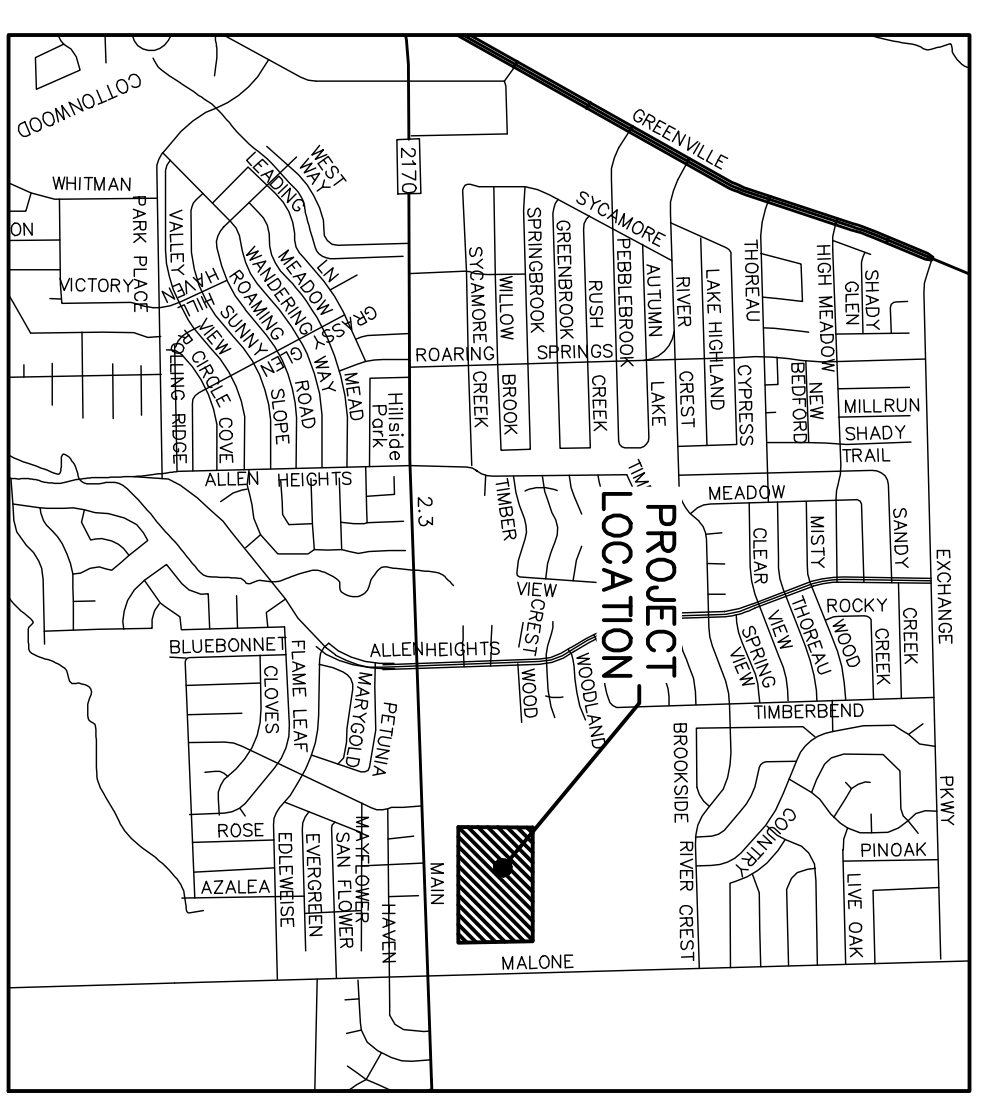 COTTONWOOD
WHITMAN
ON
VICTORY
PARK PLACE
VALLEY
HAVEN
HILL
VIEW
CIRCLE COVE
ROLLING RIDGE
WEST
WAY
LEADING
LN
MEADOW
WANDERING
ROAMING
SUNNY
SLOPE
ROAD
WAY
MEAD
GRASSY
GLEN
Hillside
Park
2170
GREENVILLE
SYCAMORE
SYCAMORE
CREEK
WILLOW
BROOK
SPRINGBROOK
GREENBROOK
RUSH
CREEK
PEBBLEBROOK
AUTUMN
LAKE
RIVER
CREST
LAKE HIGHLAND
THOREAU
CYPRESS
HIGH MEADOW
SHADY
GLEN
ROARING SPRINGS
NEW
BEDFORD
MILLRUN
SHADY
TRAIL
ALLEN HEIGHTS
2.3
TIMBER
TIM
MEADOW
CLEAR
VIEW
MISTY
THOREAU
SANDY
CREEK
EXCHANGE
PKWY
PROJECT
LOCATION
VIEW
CREST
WOOD
WOODLAND
SPRING
VIEW
ROCKY
CREEK
WOOD
TIMBERBEND
ALLENHEIGHTS
BLUEBONNET
FLAME LEAF
CLOVES
MARYGOLD
PETUNIA
ROSE
AZALEA
EDLEWEISE
EVERGREEN
SAN FLOWER
MAYFLOWER
HAVEN
MAIN
MALONE
BROOKSIDE
RIVER CREST
COUNTRY
PINOAK
LIVE OAK